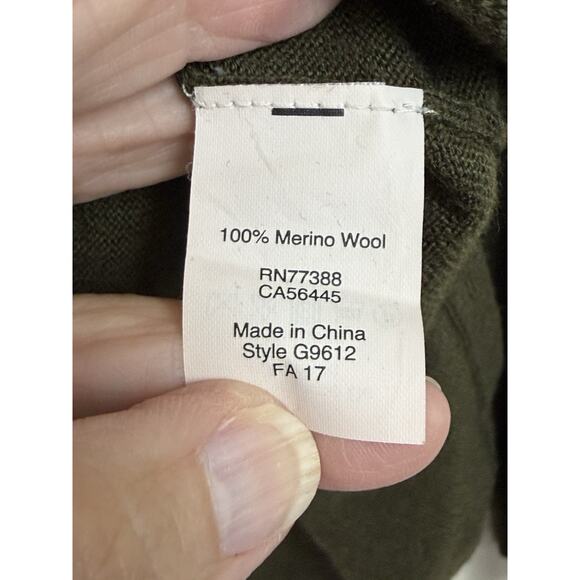 100% Merino Wool
RN77388
CA56445
Made in China
Style G9612
FA 17